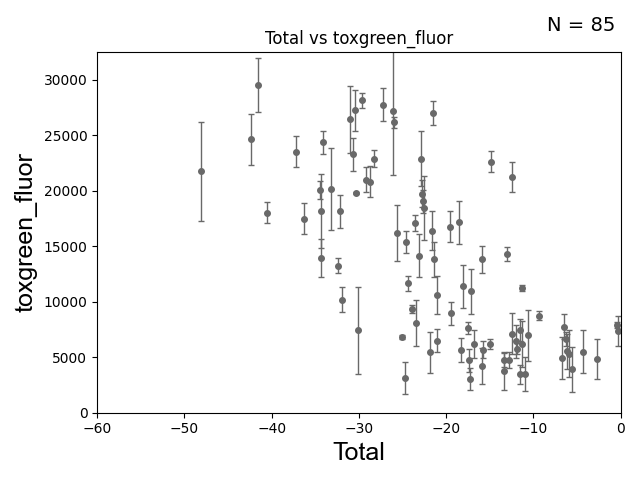 N = 85
Total vs toxgreen_fluor
30000
25000
20000
15000
10000
5000
0
toxgreen_fluor
−60 −50 −40 −30 −20 −10 0
Total